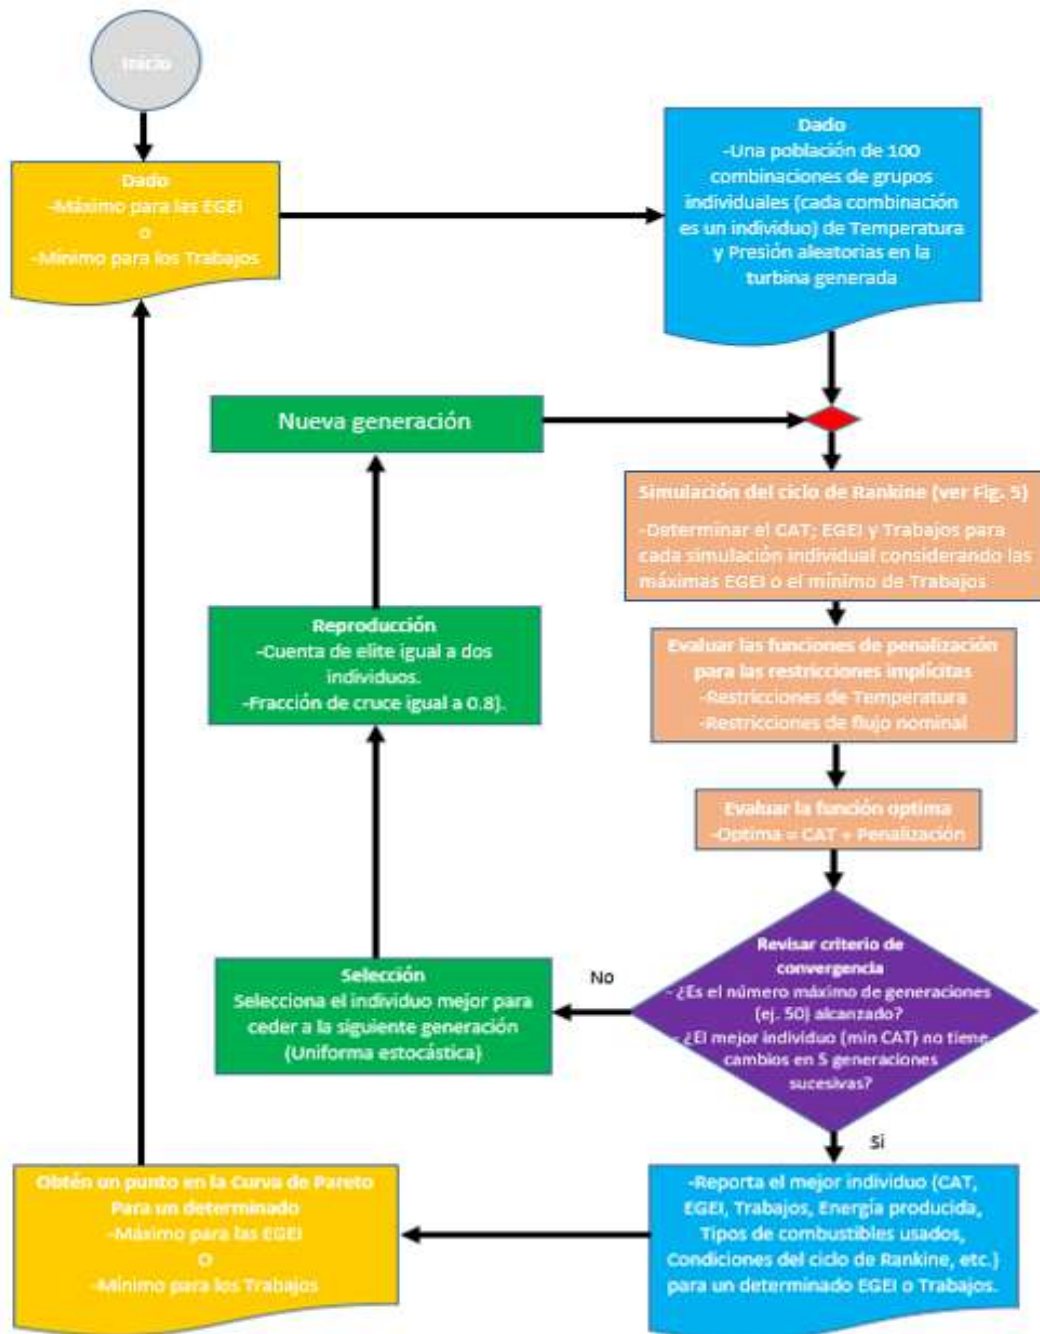 Inicio
Dado
-Máximo para las EGEI
o
-Mínimo para los Trabajos
Dado
-Una población de 100
combinaciones de grupos
individuales (cada combinación
es un individuo) de Temperatura
y Presión aleatorias en la
turbina generada
Nueva generación
Simulación del ciclo de Rankine (ver Fig. 5)
-Determinar el CAT; EGEI y Trabajos para
cada simulación individual considerando las
máximas EGEI o el mínimo de Trabajos
Reproducción
-Cuenta de elite igual a dos
individuos.
-Fracción de cruce igual a 0.8).
Evaluar las funciones de penalización
para las restricciones implícitas
-Restricciones de Temperatura
-Restricciones de flujo nominal
Evaluar la función optima
-Optima = CAT + Penalización
Revisar criterio de
convergencia
- ¿Es el número máximo de generaciones
(ej. 50) alcanzado?
- ¿El mejor individuo (min CAT) no tiene
cambios en 5 generaciones
sucesivas?
No
Selección
Selecciona el individuo mejor para
ceder a la siguiente generación
(Uniforma estocástica)
Si
-Reporta el mejor individuo (CAT,
EGEI, Trabajos, Energía producida,
Tipos de combustibles usados,
Condiciones del ciclo de Rankine, etc.)
para un determinado EGEI o Trabajos.
Obtén un punto en la Curva de Pareto
Para un determinado
-Máximo para las EGEI
O
-Mínimo para los Trabajos